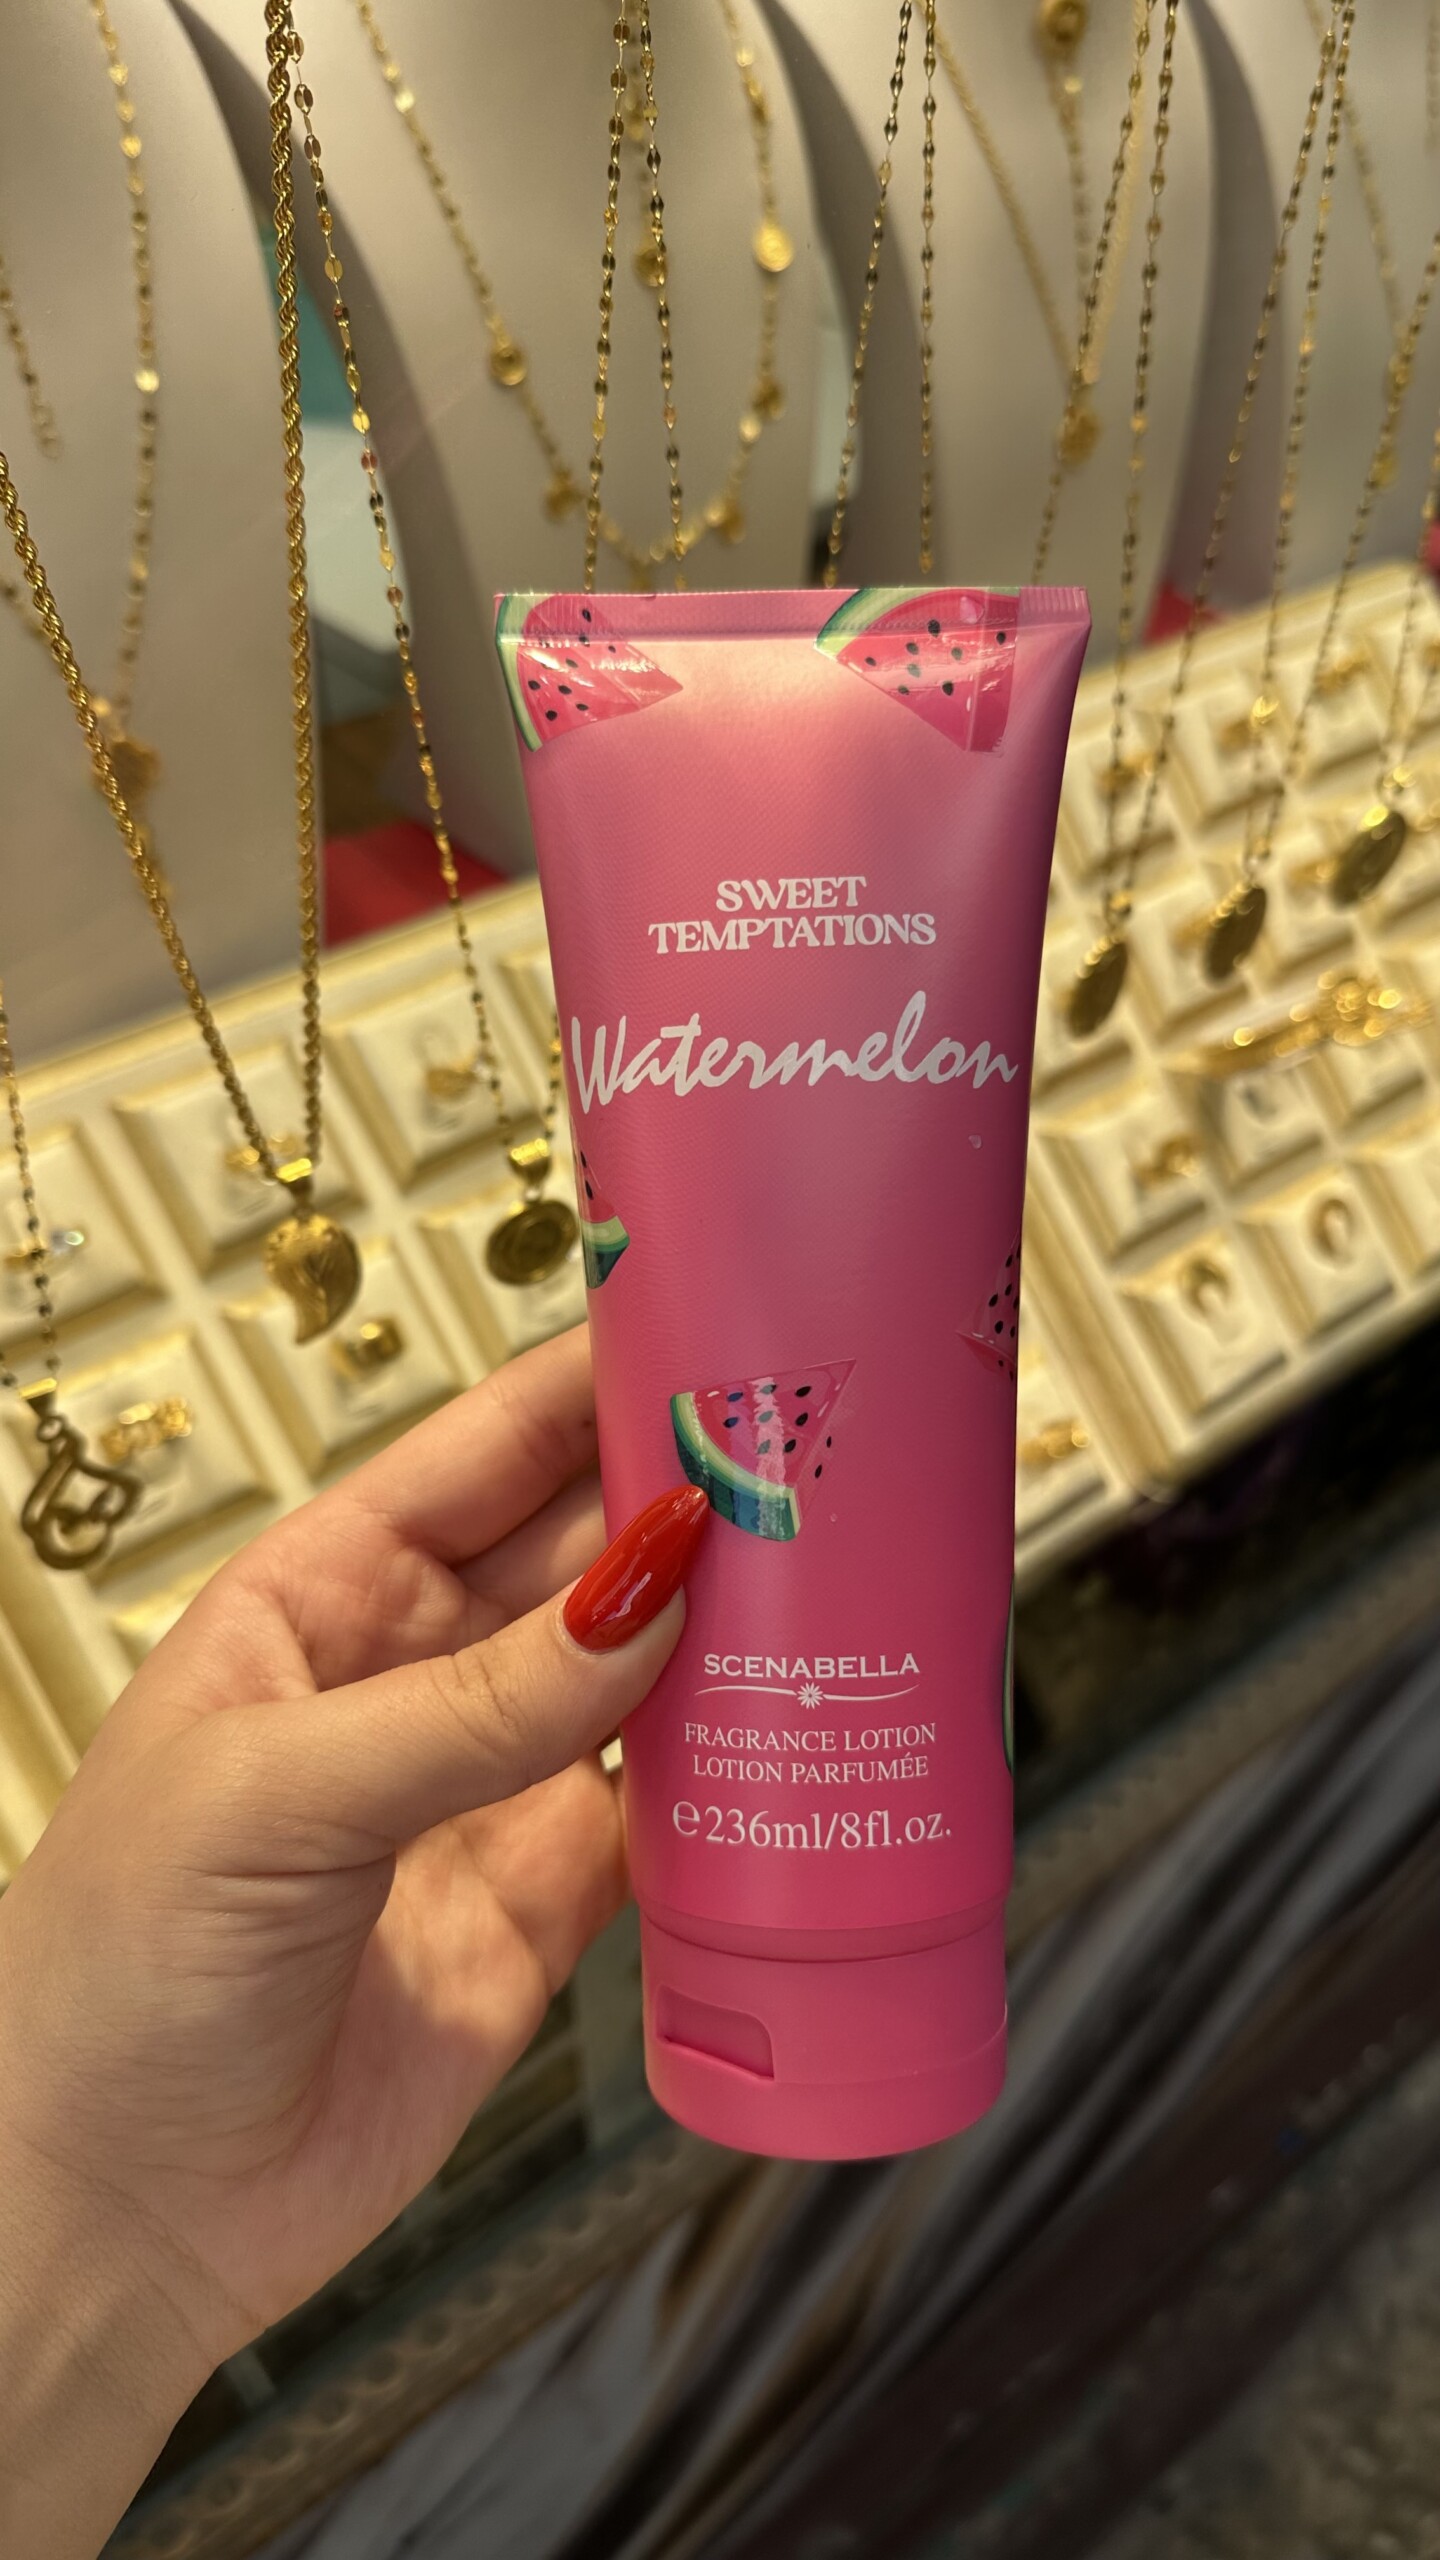 SWEET
TEMPTATIONS
Watermelon
SCENABELLA
FRAGRANCE LOTION
LOTION PARFUMÉE
℮236ml/8fl.oz.